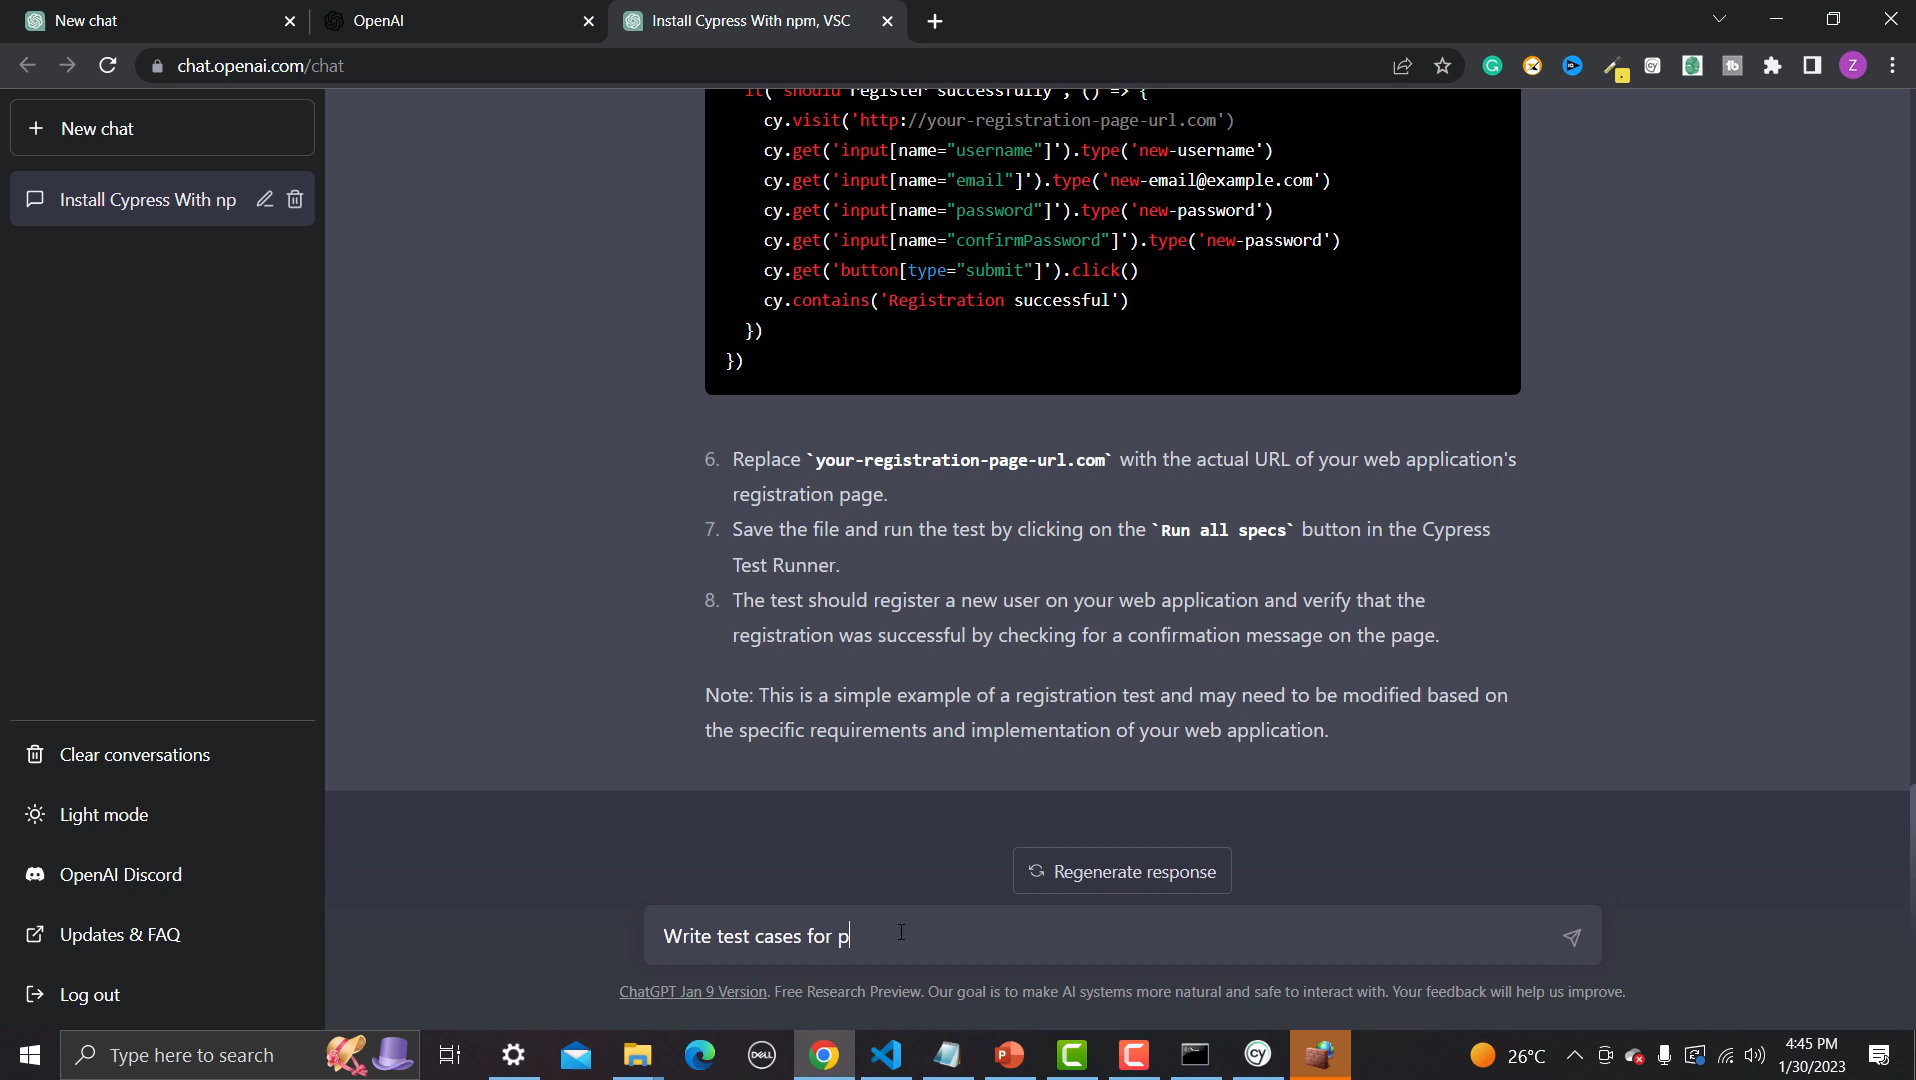 New chat
OpenAI
Install Cypress With npm, VSC
chat.openai.com/chat
New chat
Install Cypress With np
Clear conversations
Light mode
OpenAI Discord
Updates & FAQ
Log out
it('should register successfully', () => {
cy.visit('http://your-registration-page-url.com')
cy.get('input[name="username"]').type('new-username')
cy.get('input[name="email"]').type('new-email@example.com')
cy.get('input[name="password"]').type('new-password')
cy.get('input[name="confirmPassword"]').type('new-password')
cy.get('button[type="submit"]').click()
cy.contains('Registration successful')
})
})
6. Replace `your-registration-page-url.com` with the actual URL of your web application's
registration page.
7. Save the file and run the test by clicking on the `Run all specs` button in the Cypress
Test Runner.
8. The test should register a new user on your web application and verify that the
registration was successful by checking for a confirmation message on the page.
Note: This is a simple example of a registration test and may need to be modified based on
the specific requirements and implementation of your web application.
Regenerate response
Write test cases for p
ChatGPT Jan 9 Version. Free Research Preview. Our goal is to make AI systems more natural and safe to interact with. Your feedback will help us improve.
Type here to search
DELL
cy
26°C
4:45 PM
1/30/2023